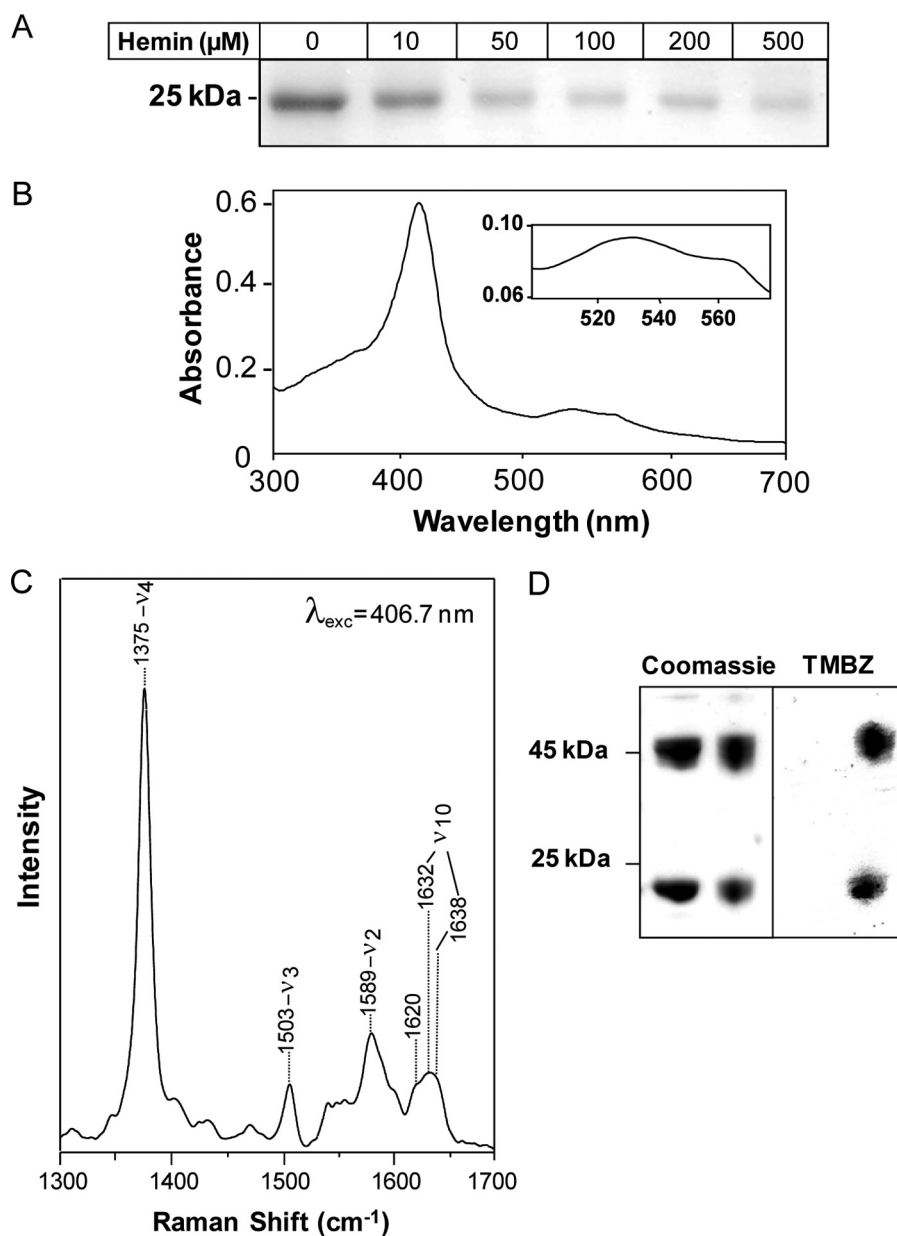 A
Hemin (µM) 0 10 50 100 200 500
25 kDa -
B
0.6
0.4
0.2
0
Absorbance
300 400 500 600 700
Wavelength (nm)
0.10
0.06
520 540 560
C
λexc=406.7 nm
1375-ν4
1503-ν3
1589-ν2
1620
1632
ν10
1638
Intensity
1300 1400 1500 1600 1700
Raman Shift (cm-1)
D
Coomassie TMBZ
45 kDa
25 kDa